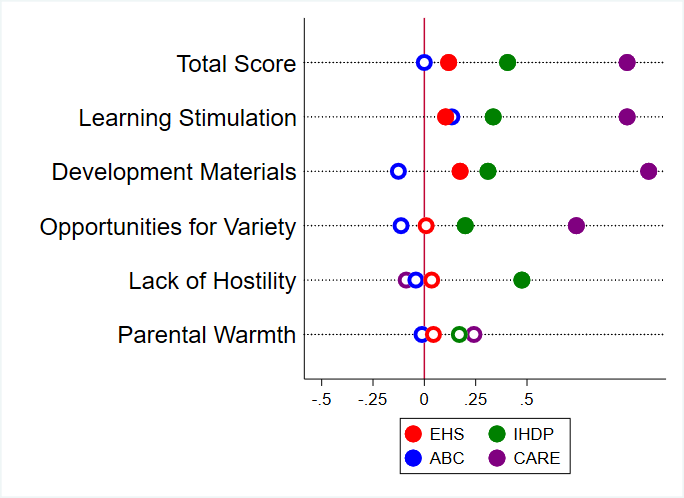 Total Score
Learning Stimulation
Development Materials
Opportunities for Variety
Lack of Hostility
Parental Warmth
-.5 -.25 0 .25 .5
EHS IHDP
ABC CARE